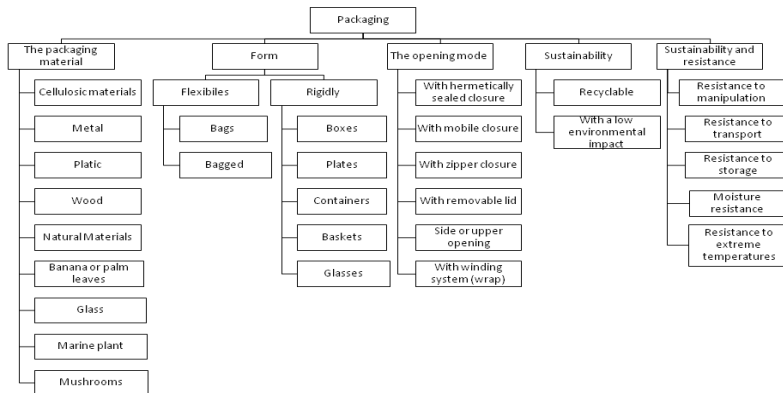 Packaging
The packaging
material
Cellulosic materials
Metal
Platic
Wood
Natural Materials
Banana or palm
leaves
Glass
Marine plant
Mushrooms
Form
Flexibiles
Bags
Bagged
Rigidly
Boxes
Plates
Containers
Baskets
Glasses
The opening mode
With hermetically
sealed closure
With mobile closure
With zipper closure
With removable lid
Side or upper
opening
With winding
system (wrap)
Sustainability
Recyclable
With a low
environmental
impact
Sustainability and
resistance
Resistance to
manipulation
Resistance to
transport
Resistance to
storage
Moisture
resistance
Resistance to
extreme
temperatures